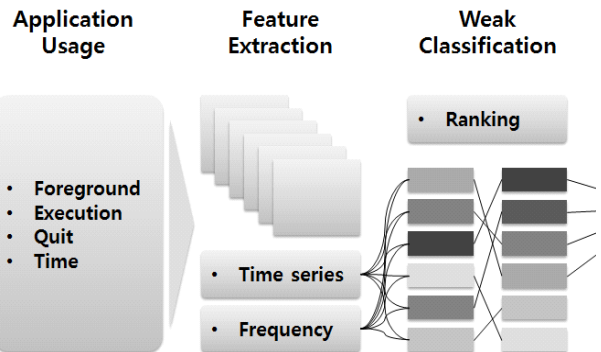 Application
Usage
Feature
Extraction
Weak
Classification
• Foreground
• Execution
• Quit
• Time
• Time series
• Frequency
• Ranking